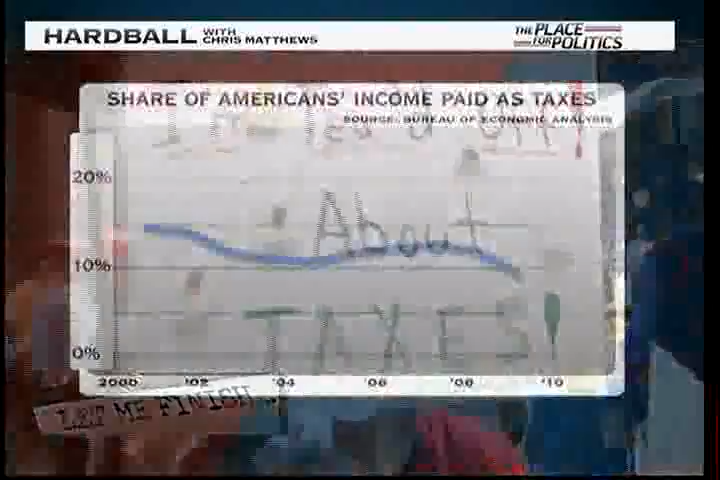 HARDBALL WITH CHRIS MATTHEWS
THE PLACE FOR POLITICS
SHARE OF AMERICANS' INCOME PAID AS TAXES
SOURCE: BUREAU OF ECONOMIC ANALYSIS
20%
About
10%
TAXES!
0%
2000 '02 '04 '06 '08 '10
ME FINISH